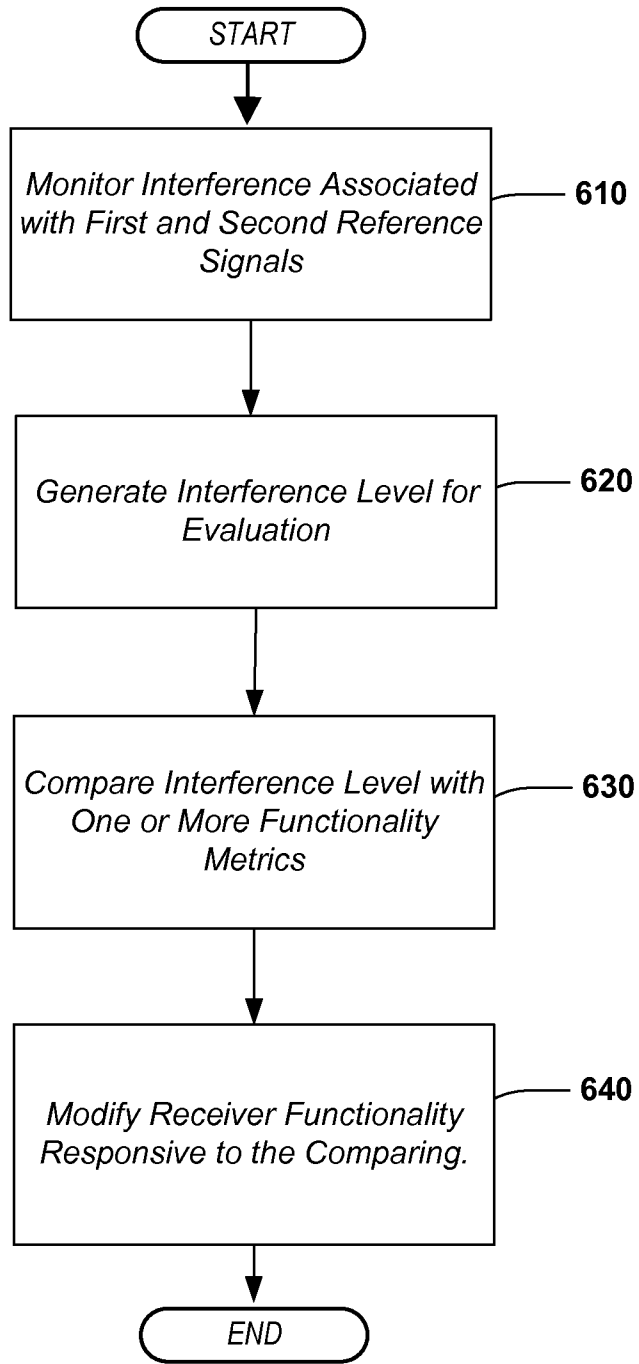 START
Monitor Interference Associated
with First and Second Reference
Signals
610
Generate Interference Level for
Evaluation
620
Compare Interference Level with
One or More Functionality
Metrics
630
Modify Receiver Functionality
Responsive to the Comparing.
640
END